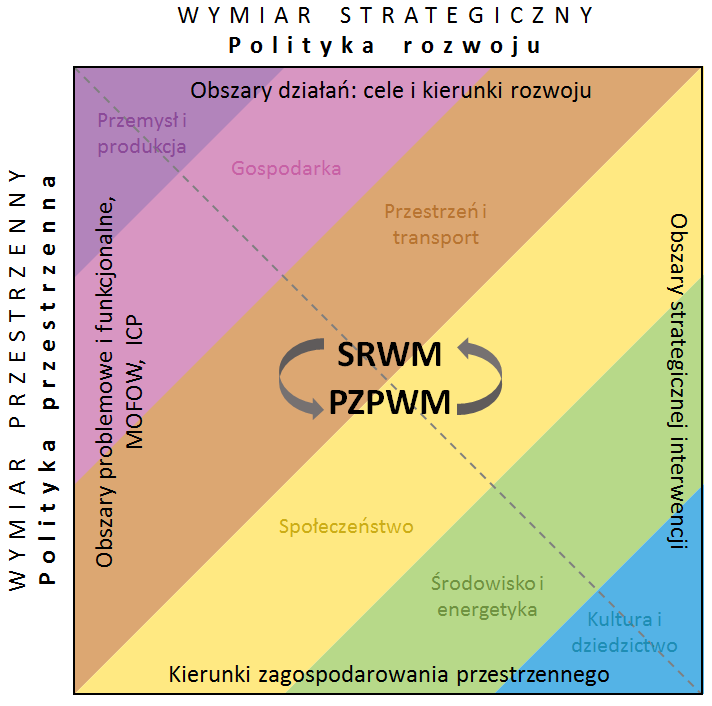 WYMIAR STRATEGICZNY
Polityka rozwoju
WYMIAR PRZESTRZENNY
Polityka przestrzenna
Obszary działań: cele i kierunki rozwoju
Przemysł i
produkcja
Gospodarka
Przestrzeń i
transport
Obszary problemowe i funkcjonalne,
MOFOW, ICP
Obszary strategicznej interwencji
SRWM
PZPWM
Społeczeństwo
Środowisko i
energetyka
Kultura i
dziedzictwo
Kierunki zagospodarowania przestrzennego